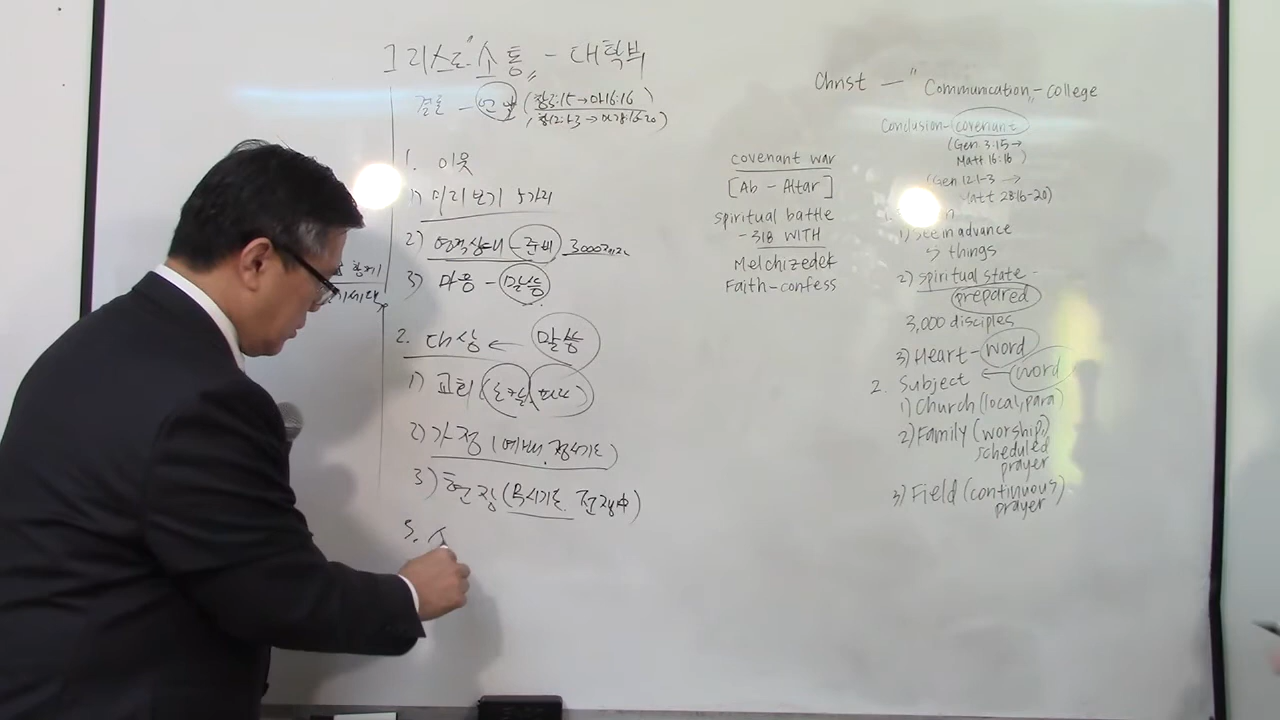 그리스도 "소통" - 대학부
결론 - 언약 (창3:15→마16:16)
(창12:1-3→마28:16-20)
1. 이웃
1) 미리보기 5가지
2) 영적상태 - 준비 3000제자
3) 마음 - 말씀
2. 대상 ← 말씀
1) 교회 (
2) 가정 (예배, 정시기도)
3) 현장 (무시기도,
3.
covenant war
[Ab - Altar]
spiritual battle
- 318 WITH
Melchizedek
Faith-confess
Christ - "Communication" - college
Conclusion - covenant
(Gen 3:15 →
Matt 16:16)
(Gen 12:1-3 →
Matt 28:16-20)
1.
1) see in advance
5 things
2) spiritual state -
prepared
3,000 disciples
3) Heart - word
2. Subject ← word
1) Church (local, para)
2) Family (worship,
scheduled
prayer
3) Field (continuous)
prayer